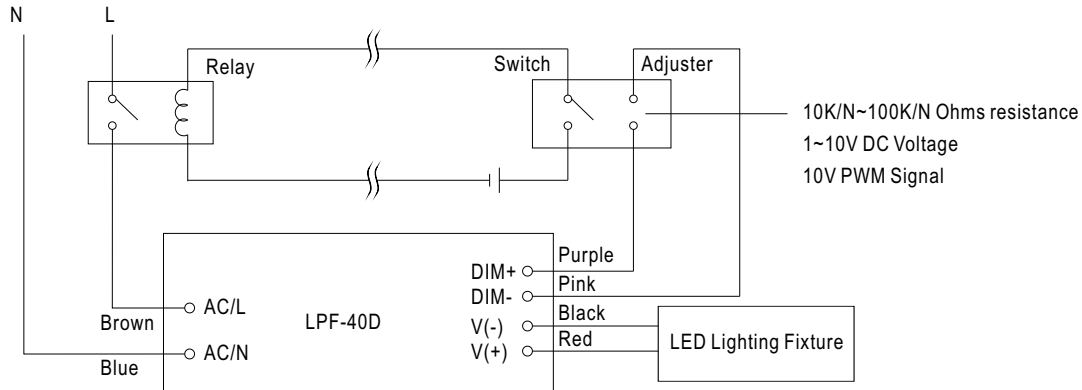 N
L
Relay
Switch
Adjuster
10K/N~100K/N Ohms resistance
1~10V DC Voltage
10V PWM Signal
Purple
DIM+
Pink
DIM-
Black
V(-)
Red
V(+)
LED Lighting Fixture
Brown
AC/L
LPF-40D
Blue
AC/N